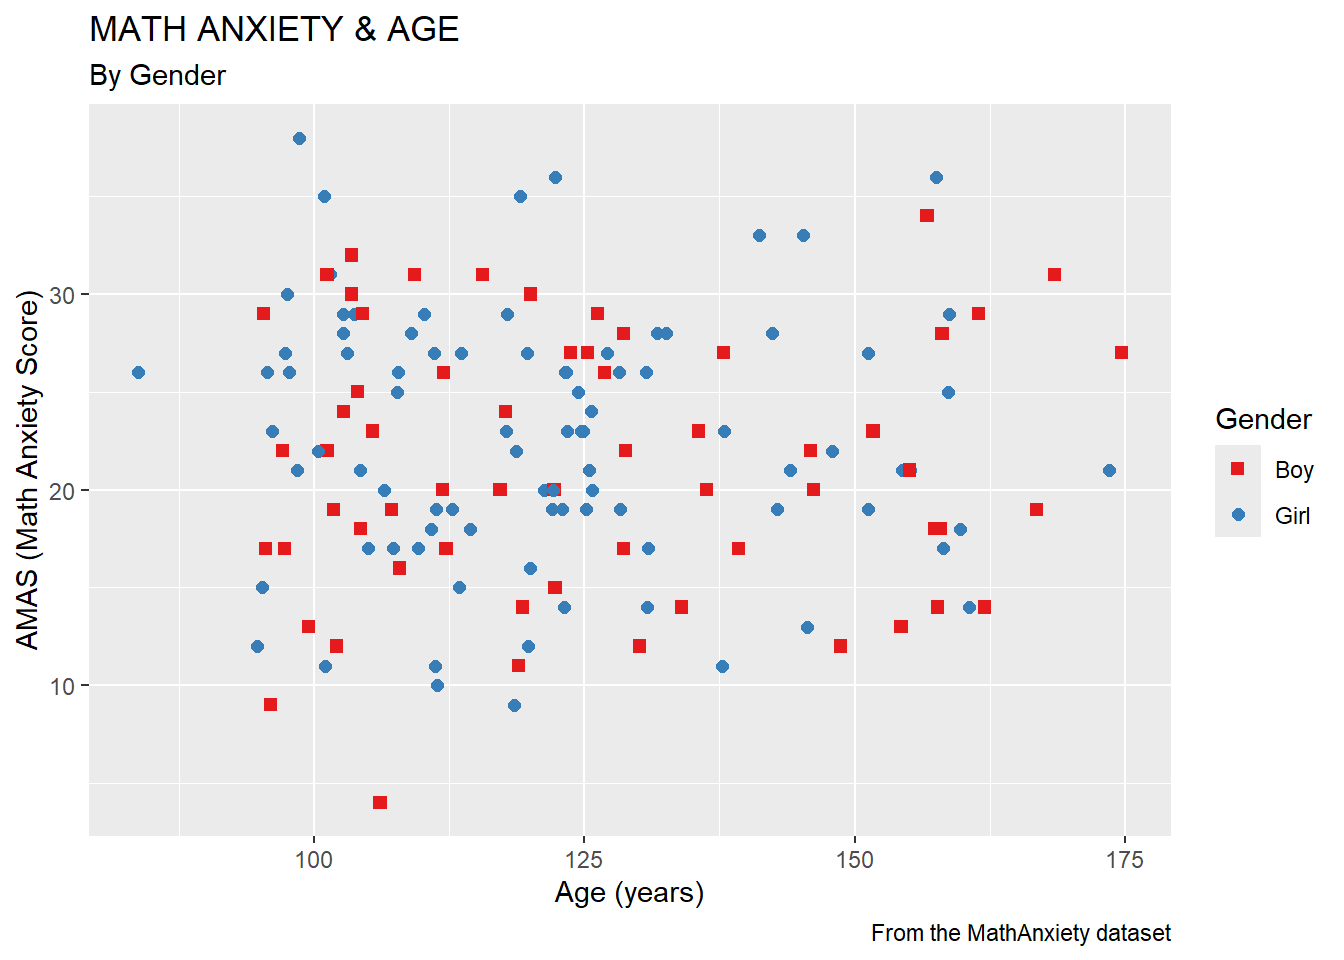 MATH ANXIETY & AGE
By Gender
AMAS (Math Anxiety Score)
30
20
10
100
125
150
175
Age (years)
Gender
Boy
Girl
From the MathAnxiety dataset